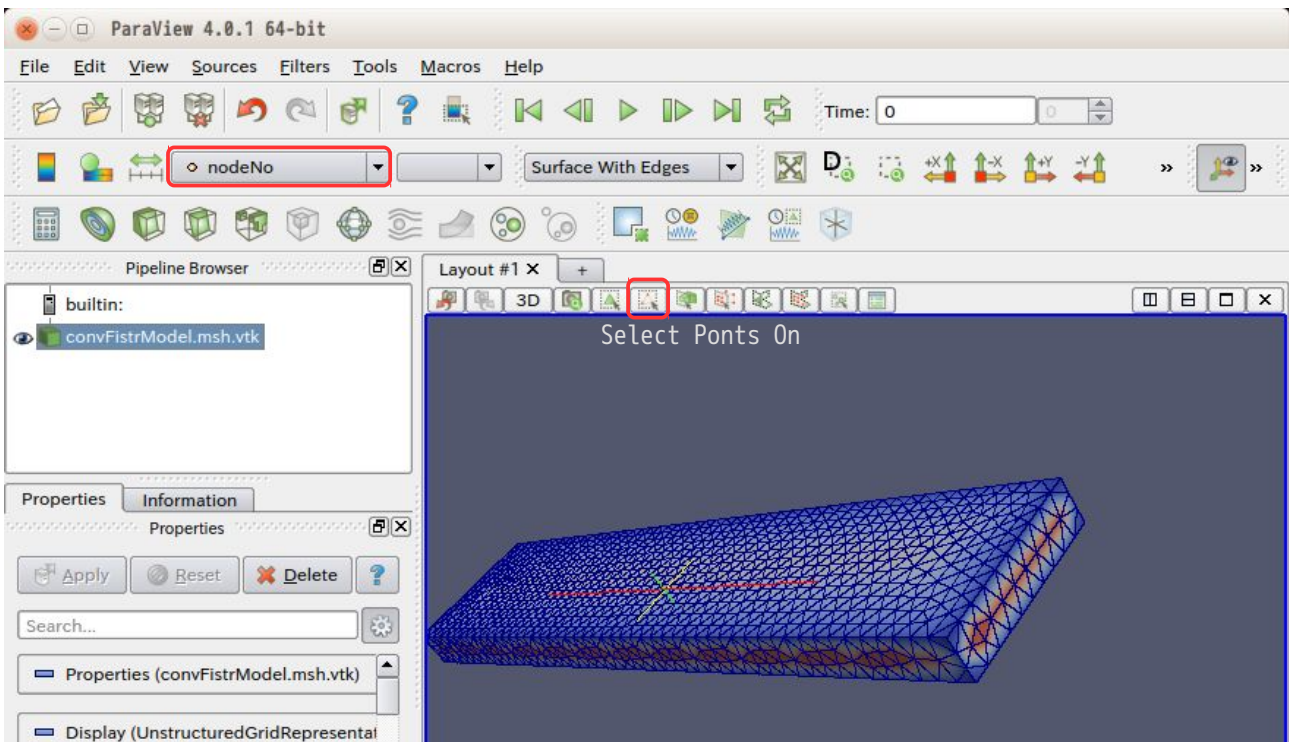 ParaView 4.0.1 64-bit
File Edit View Sources Filters Tools Macros Help
? Time: 0 0
nodeNo Surface With Edges D +X -X +Y -Y » »
Pipeline Browser
Layout #1 X +
builtin:
3D
convFistrModel.msh.vtk
Select Ponts On
Properties Information
Properties
Apply Reset Delete ?
Search...
Properties (convFistrModel.msh.vtk)
Display (UnstructuredGridRepresentat